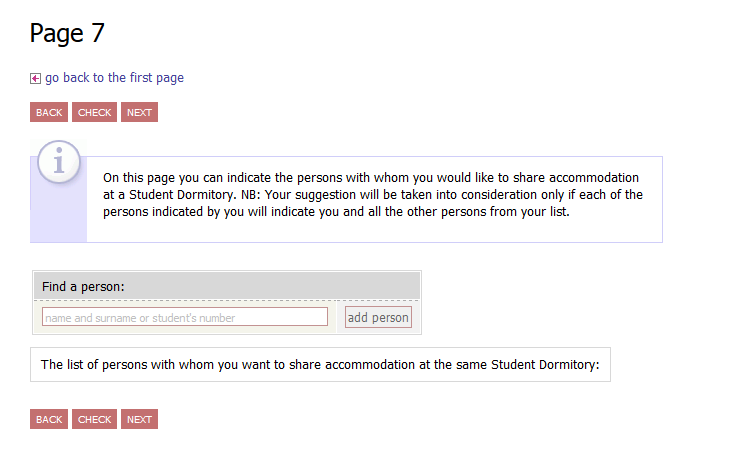 Page 7
go back to the first page
BACK CHECK NEXT
i
On this page you can indicate the persons with whom you would like to share accommodation
at a Student Dormitory. NB: Your suggestion will be taken into consideration only if each of the
persons indicated by you will indicate you and all the other persons from your list.
Find a person:
name and surname or student's number add person
The list of persons with whom you want to share accommodation at the same Student Dormitory:
BACK CHECK NEXT